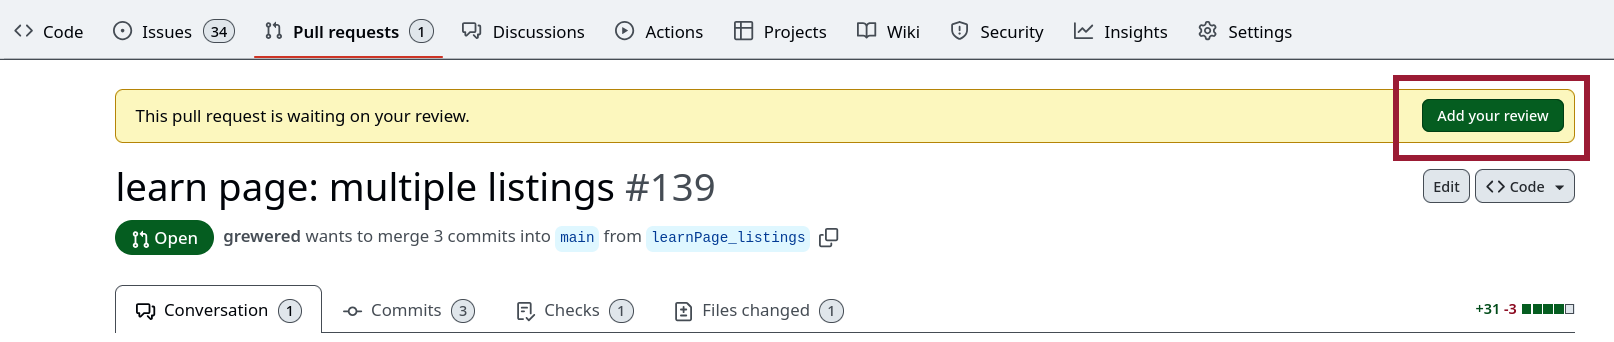 Code Issues 34 Pull requests 1 Discussions Actions Projects Wiki Security Insights Settings
This pull request is waiting on your review. Add your review
learn page: multiple listings #139 Edit Code
Open grewered wants to merge 3 commits into main from learnPage_listings
Conversation 1 Commits 3 Checks 1 Files changed 1 +31 -3